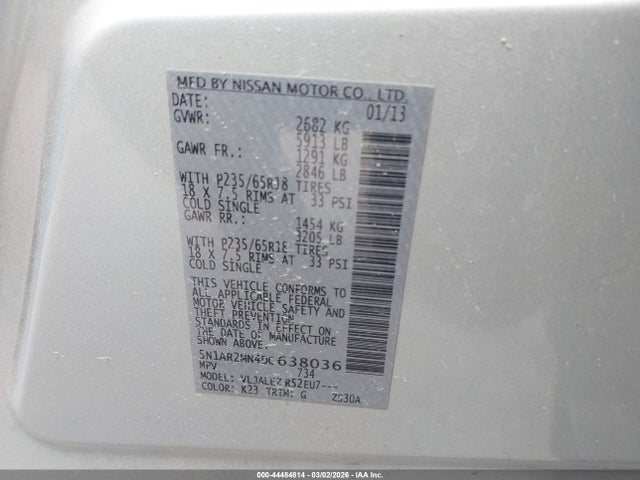 MFD BY NISSAN MOTOR CO., LTD.
DATE: 01/13
GVWR: 2682 KG
5913 LB
GAWR FR.: 1291 KG
2846 LB
WITH P235/65R18 TIRES
18 X 7.5 RIMS AT 33 PSI
COLD SINGLE
GAWR RR.: 1454 KG
3205 LB
WITH P235/65R18 TIRES
18 X 7.5 RIMS AT 33 PSI
COLD SINGLE
THIS VEHICLE CONFORMS TO
ALL APPLICABLE FEDERAL
MOTOR VEHICLE SAFETY AND
THEFT PREVENTION
STANDARDS IN EFFECT ON
THE DATE OF MANUFACTURE
SHOWN ABOVE.
5N1AR2MN4DC638036
MPV 734
MODEL:
COLOR: K23 TRIM: G
000-44484814 - 03/02/2026 - © IAA, Inc.